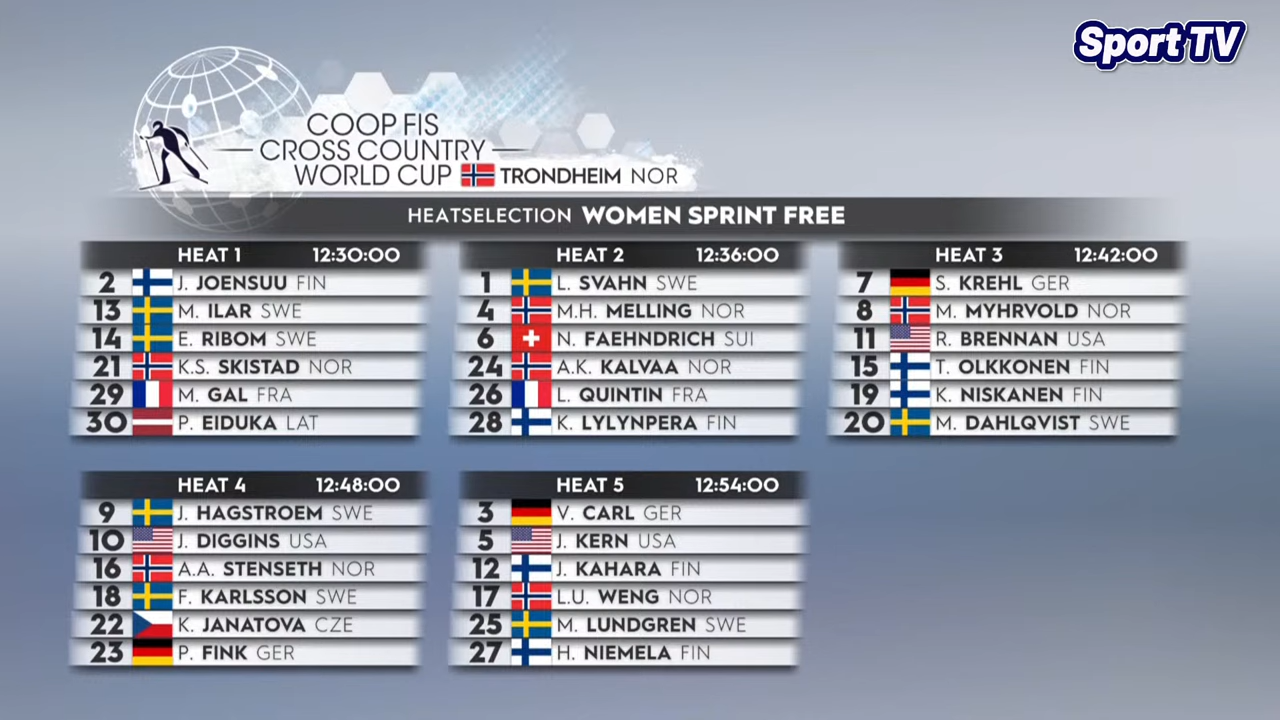 Sport TV
COOP FIS
CROSS COUNTRY
WORLD CUP TRONDHEIM NOR
HEATSELECTION WOMEN SPRINT FREE
HEAT 1 12:30:00
2 J. JOENSUU FIN
13 M. ILAR SWE
14 E. RIBOM SWE
21 K.S. SKISTAD NOR
29 M. GAL FRA
30 P. EIDUKA LAT
HEAT 2 12:36:00
1 L. SVAHN SWE
4 M.H. MELLING NOR
6 N. FAEHNDRICH SUI
24 A.K. KALVAA NOR
26 L. QUINTIN FRA
28 K. LYLYNPERA FIN
HEAT 3 12:42:00
7 S. KREHL GER
8 M. MYHRVOLD NOR
11 R. BRENNAN USA
15 T. OLKKONEN FIN
19 K. NISKANEN FIN
20 M. DAHLQVIST SWE
HEAT 4 12:48:00
9 J. HAGSTROEM SWE
10 J. DIGGINS USA
16 A.A. STENSETH NOR
18 F. KARLSSON SWE
22 K. JANATOVA CZE
23 P. FINK GER
HEAT 5 12:54:00
3 V. CARL GER
5 J. KERN USA
12 J. KAHARA FIN
17 L.U. WENG NOR
25 M. LUNDGREN SWE
27 H. NIEMELA FIN